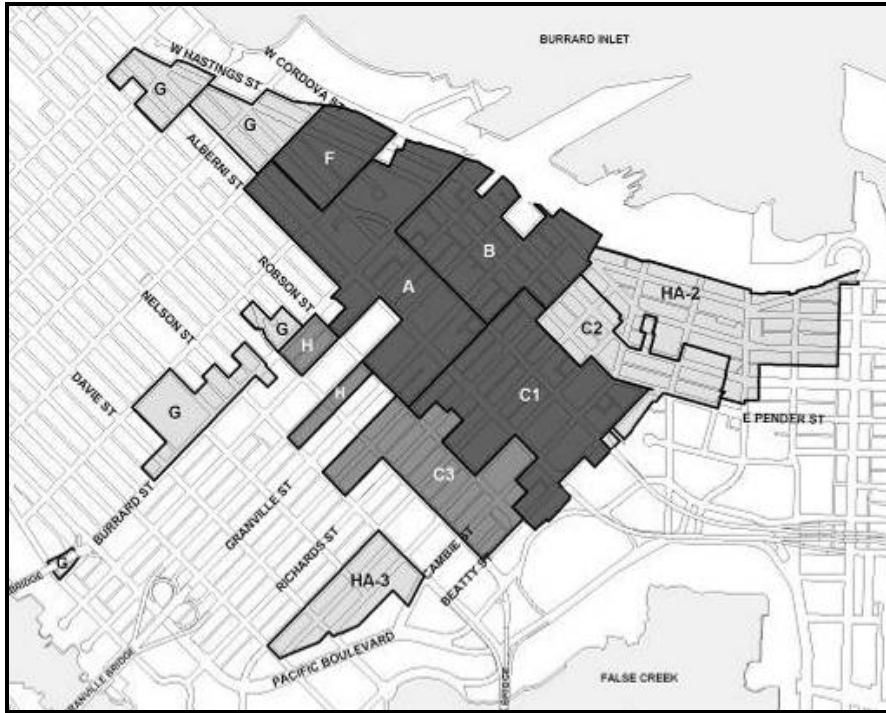 BURRARD INLET
W HASTINGS ST
W CORDOVA ST
G
G
F
ALBERNI ST
B
ROBSON ST
A
HA-2
NELSON ST
G
H
C2
DAVIE ST
H
C1
G
E PENDER ST
C3
BURRARD ST
GRANVILLE ST
RICHARDS ST
CAMBIE ST
BEATTY ST
G
BRIDGE
HA-3
PACIFIC BOULEVARD
GRANVILLE BRIDGE
BRIDGE
FALSE CREEK